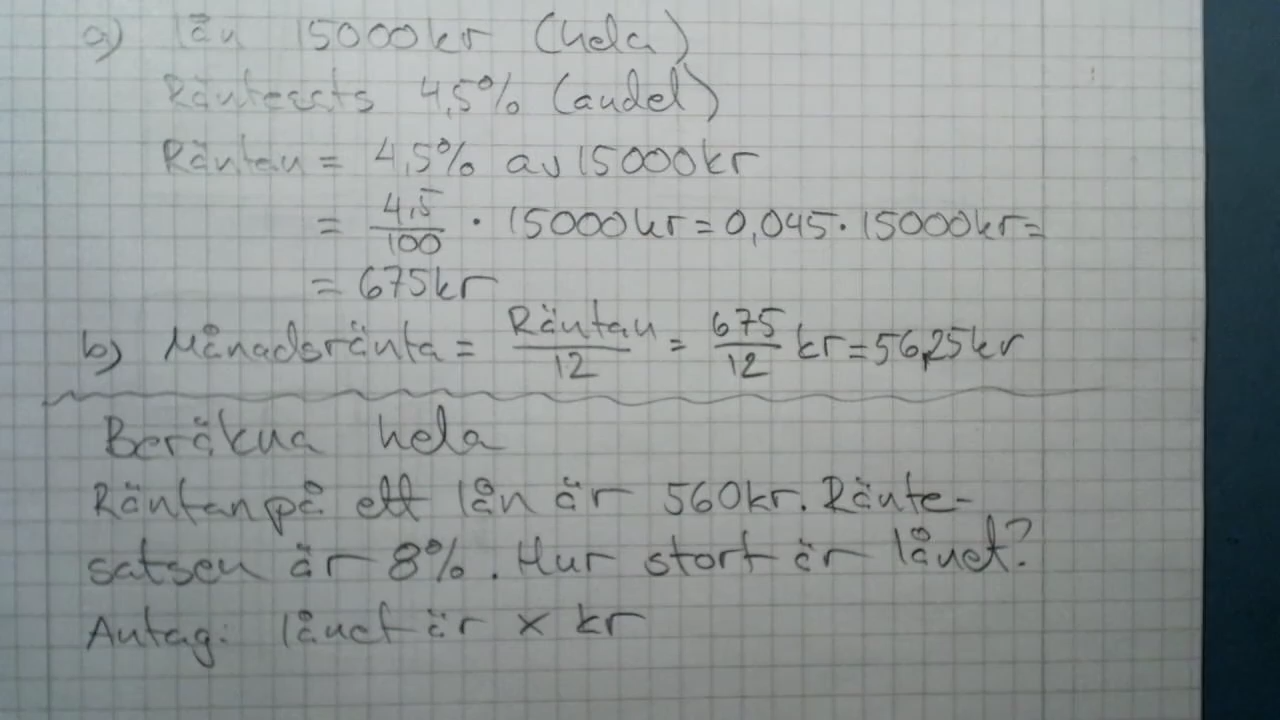 a) lån 15000kr (hela)
Räntesats 4,5% (andel)
Räntan = 4,5% av 15000kr
= 4,5/100 · 15000kr = 0,045 · 15000kr =
= 675kr
b) Månadsränta = Räntan/12 = 675/12 kr = 56,25kr
Beräkna hela
Räntan på ett lån är 560kr. Ränte-
satsen är 8%. Hur stort är lånet?
Antag: lånet är x kr